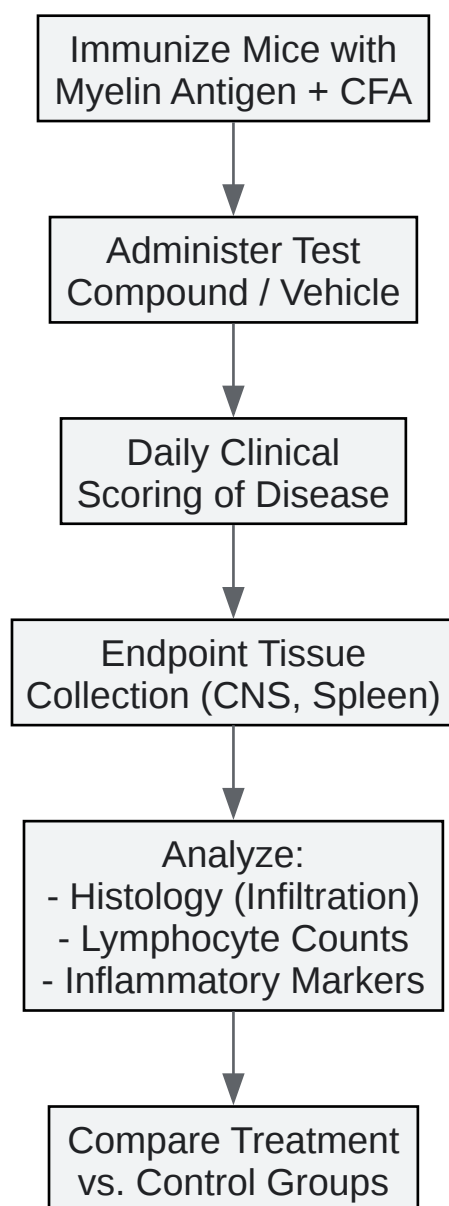 Immunize Mice with
Myelin Antigen + CFA
Administer Test
Compound / Vehicle
Daily Clinical
Scoring of Disease
Endpoint Tissue
Collection (CNS, Spleen)
Analyze:
- Histology (Infiltration)
- Lymphocyte Counts
- Inflammatory Markers
Compare Treatment
vs. Control Groups